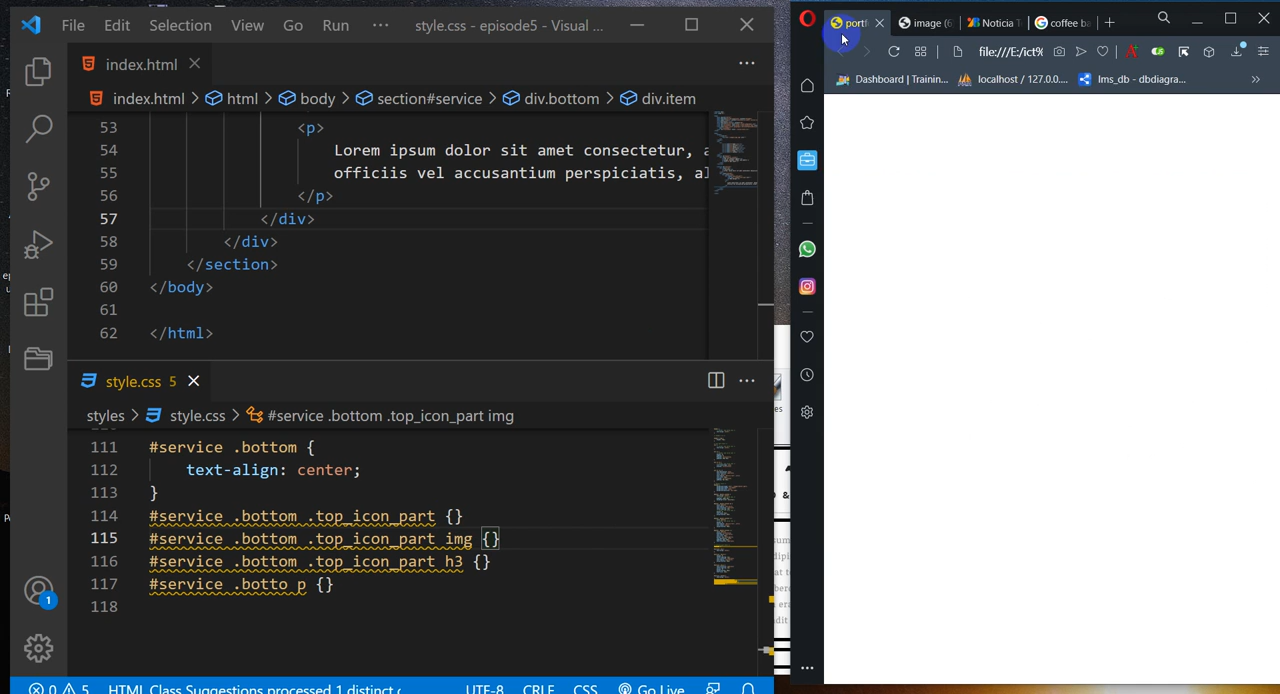 File Edit Selection View Go Run ··· style.css - episode5 - Visual ...
index.html
index.html > html > body > section#service > div.bottom > div.item
53 <p>
54 Lorem ipsum dolor sit amet consectetur, a
55 officiis vel accusantium perspiciatis, al
56 </p>
57 </div>
58 </div>
59 </section>
60 </body>
61
62 </html>
style.css 5
styles > style.css > #service .bottom .top_icon_part img
111 #service .bottom {
112 text-align: center;
113 }
114 #service .bottom .top_icon_part {}
115 #service .bottom .top_icon_part img {}
116 #service .bottom .top_icon_part h3 {}
117 #service .botto p {}
118
1
0 5 HTML Class Suggestions processed 1 distinct c UTF-8 CRLF CSS Go Live
portf image (6 Noticia T Google coffee ba
file:///E:/ict%
Dashboard | Trainin... localhost / 127.0.0.... lms_db - dbdiagra... »